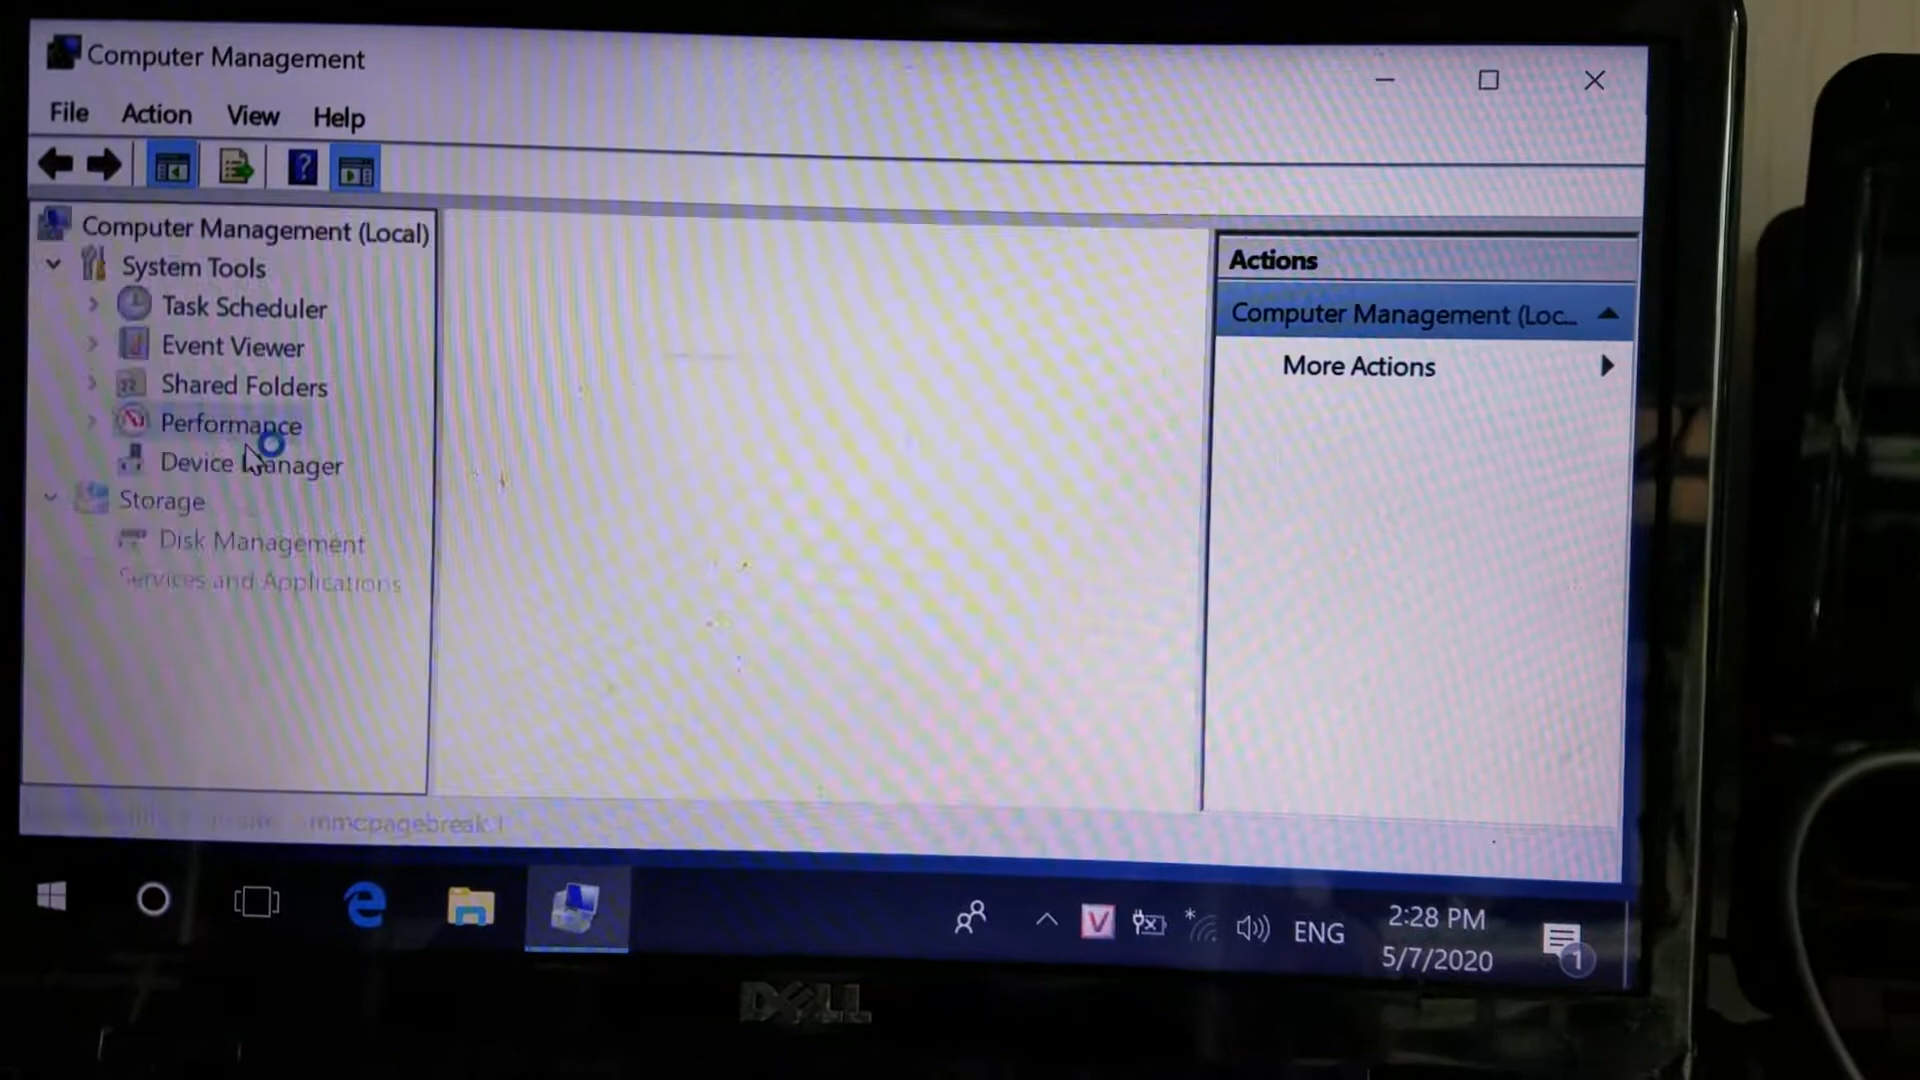 Computer Management
File Action View Help
Computer Management (Local)
System Tools
Task Scheduler
Event Viewer
Shared Folders
Performance
Device Manager
Storage
Disk Management
Services and Applications
Actions
Computer Management (Loc...
More Actions
mmcpagebreak
V
ENG
2:28 PM
5/7/2020
1
DELL